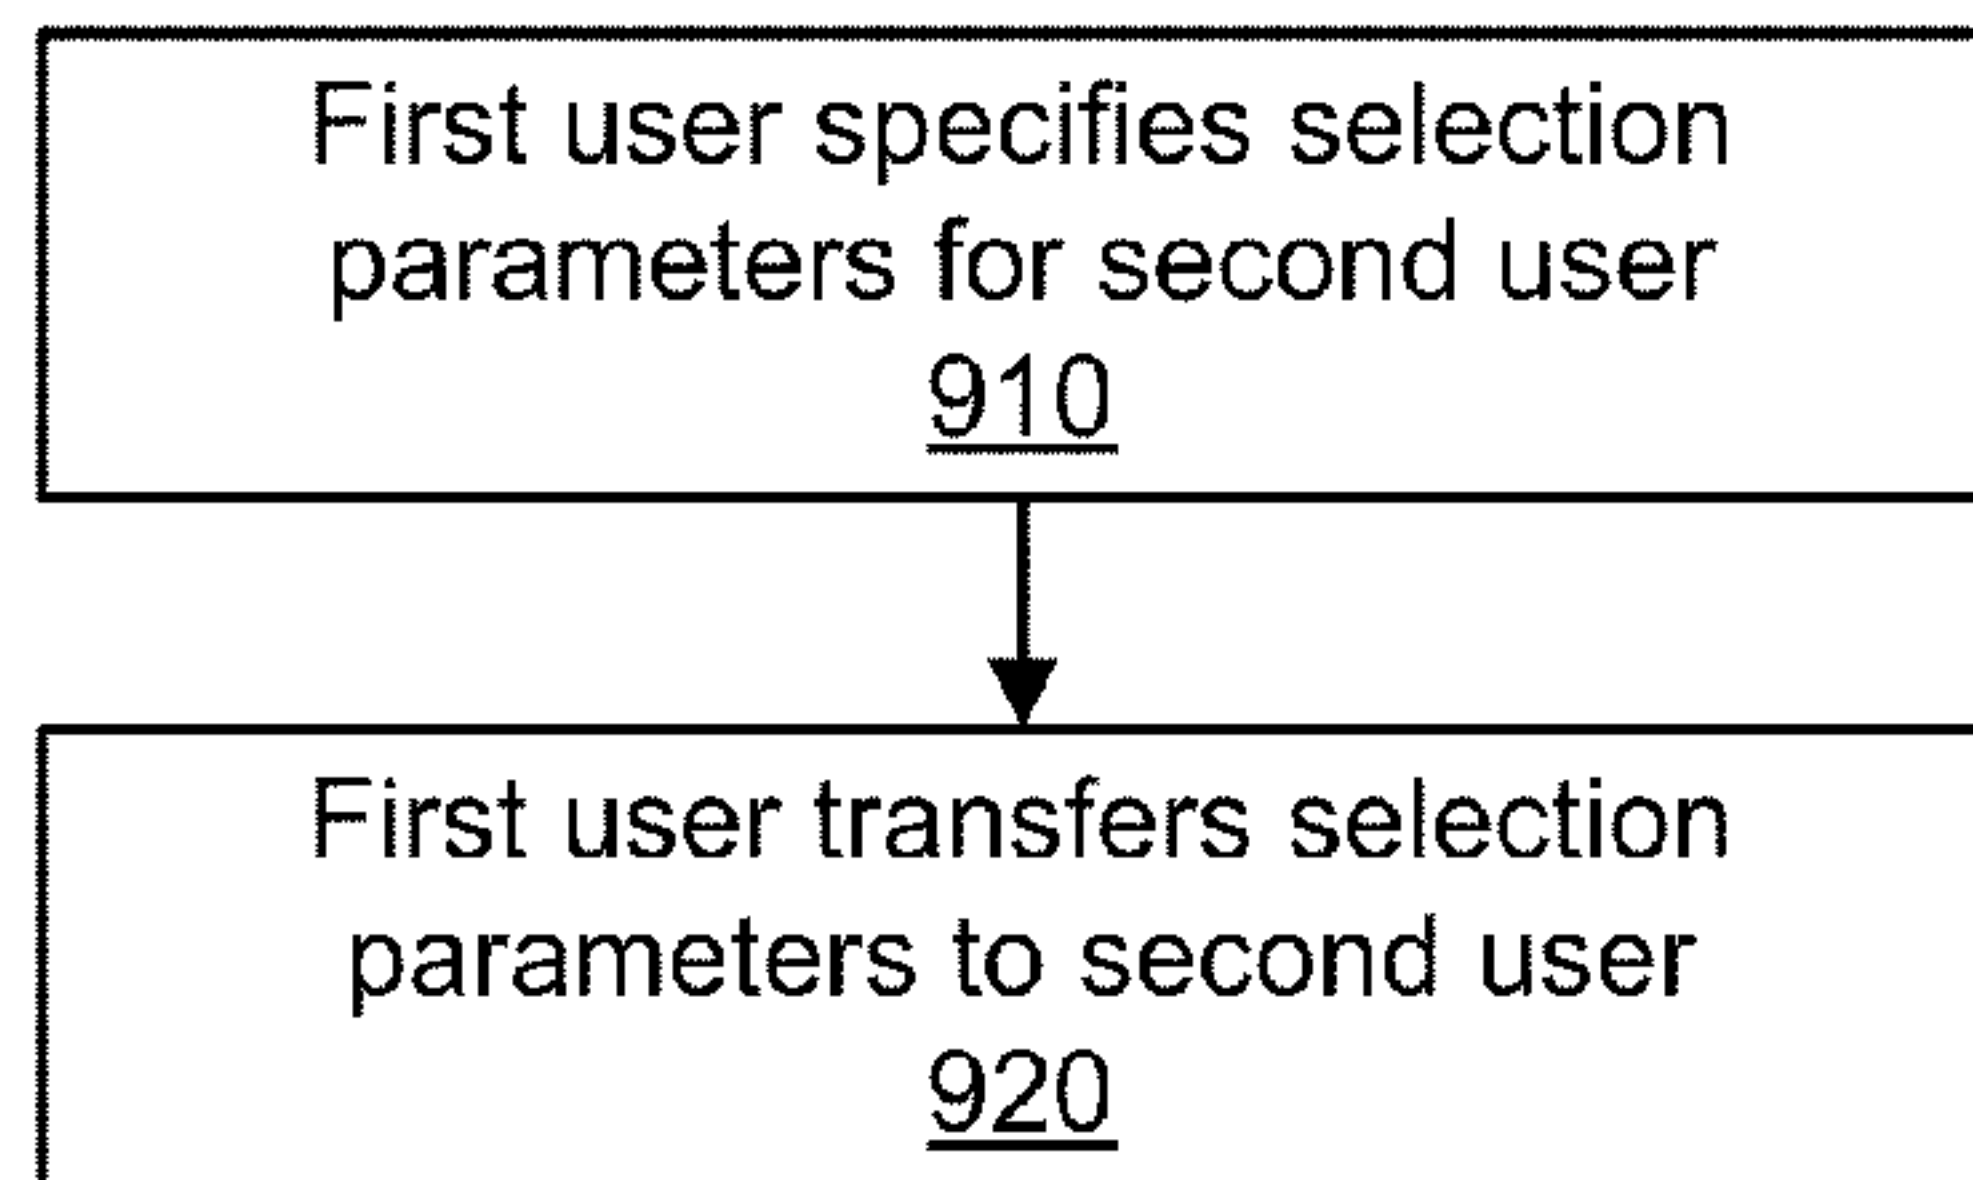 First user specifies selection
parameters for second user
910
First user transfers selection
parameters to second user
920